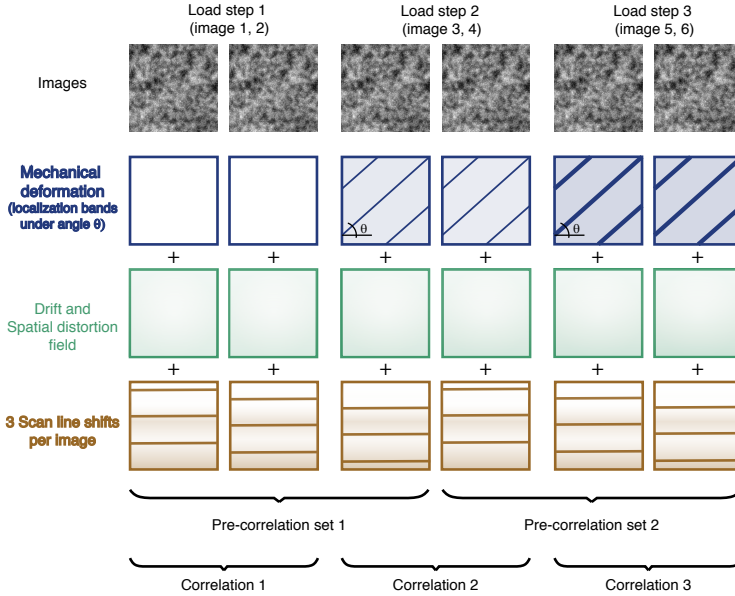 Load step 1
(image 1, 2)
Load step 2
(image 3, 4)
Load step 3
(image 5, 6)
Images
Mechanical
deformation
(localization bands
under angle θ)
θ
θ
+ + + + + +
Drift and
Spatial distortion
field
+ + + + + +
3 Scan line shifts
per image
Pre-correlation set 1
Pre-correlation set 2
Correlation 1
Correlation 2
Correlation 3